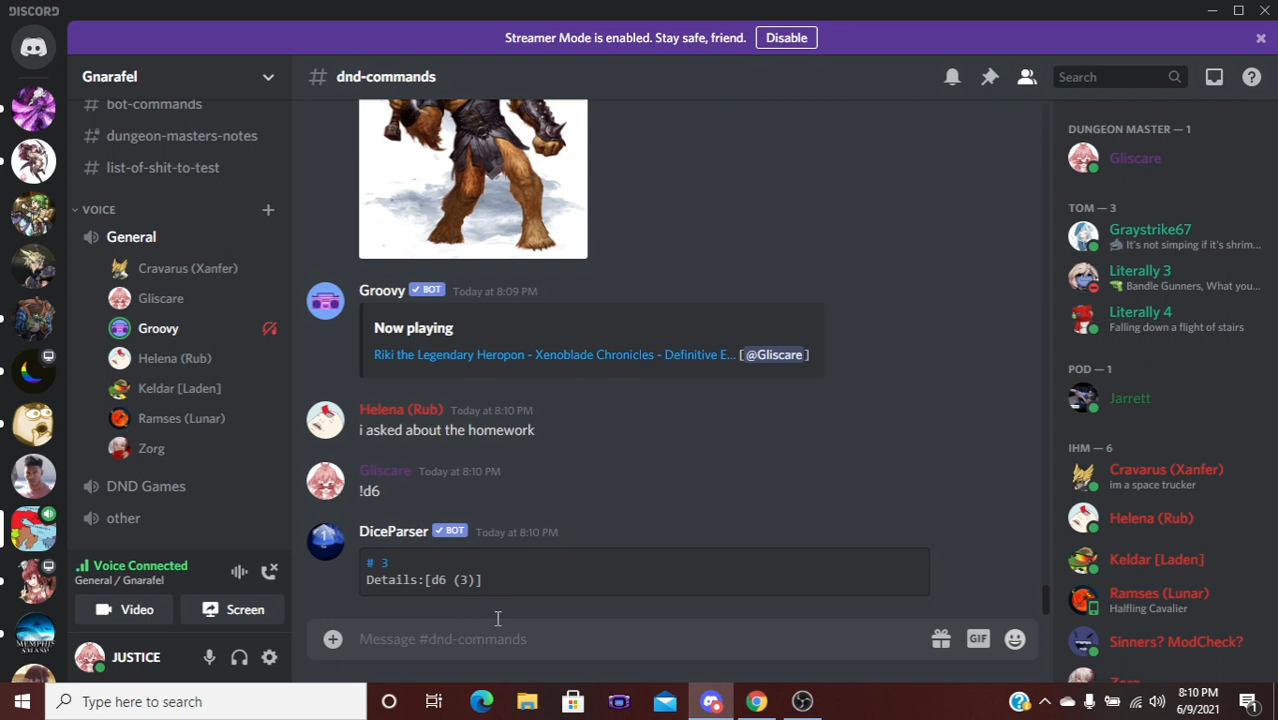 DISCORD
Streamer Mode is enabled. Stay safe, friend. Disable
Gnarafel
bot-commands
dungeon-masters-notes
list-of-shit-to-test
VOICE
General
Cravarus (Xanfer)
Gliscare
Groovy
Helena (Rub)
Keldar [Laden]
Ramses (Lunar)
Zorg
DND Games
other
Voice Connected
General / Gnarafel
Video Screen
JUSTICE
# dnd-commands
Search
Groovy BOT Today at 8:09 PM
Now playing
Riki the Legendary Heropon - Xenoblade Chronicles - Definitive E... [@Gliscare]
Helena (Rub) Today at 8:10 PM
i asked about the homework
Gliscare Today at 8:10 PM
!d6
DiceParser BOT Today at 8:10 PM
# 3
Details:[d6 (3)]
Message #dnd-commands
GIF
DUNGEON MASTER — 1
Gliscare
TOM — 3
Graystrike67
It's not simping if it's shrim...
Literally 3
Bandle Gunners, What you...
Literally 4
Falling down a flight of stairs
POD — 1
Jarrett
IHM — 6
Cravarus (Xanfer)
im a space trucker
Helena (Rub)
Keldar [Laden]
Ramses (Lunar)
Halfling Cavalier
Sinners? ModCheck?
Type here to search
8:10 PM
6/9/2021
1